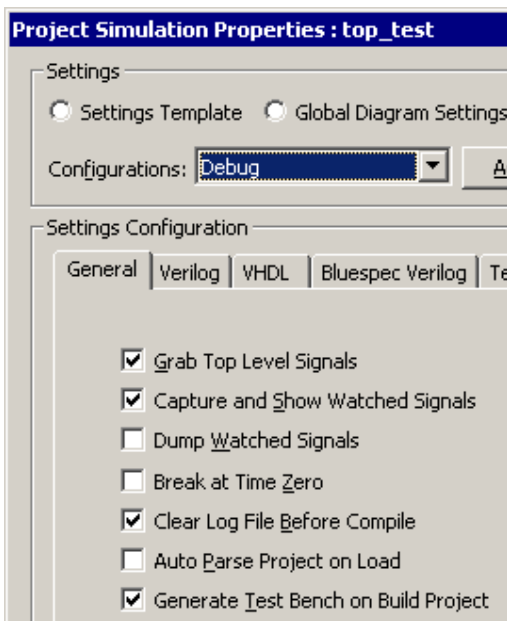 Project Simulation Properties : top_test
Settings
Settings Template Global Diagram Settings
Configurations: Debug A
Settings Configuration
General Verilog VHDL Bluespec Verilog Te
Grab Top Level Signals
Capture and Show Watched Signals
Dump Watched Signals
Break at Time Zero
Clear Log File Before Compile
Auto Parse Project on Load
Generate Test Bench on Build Project